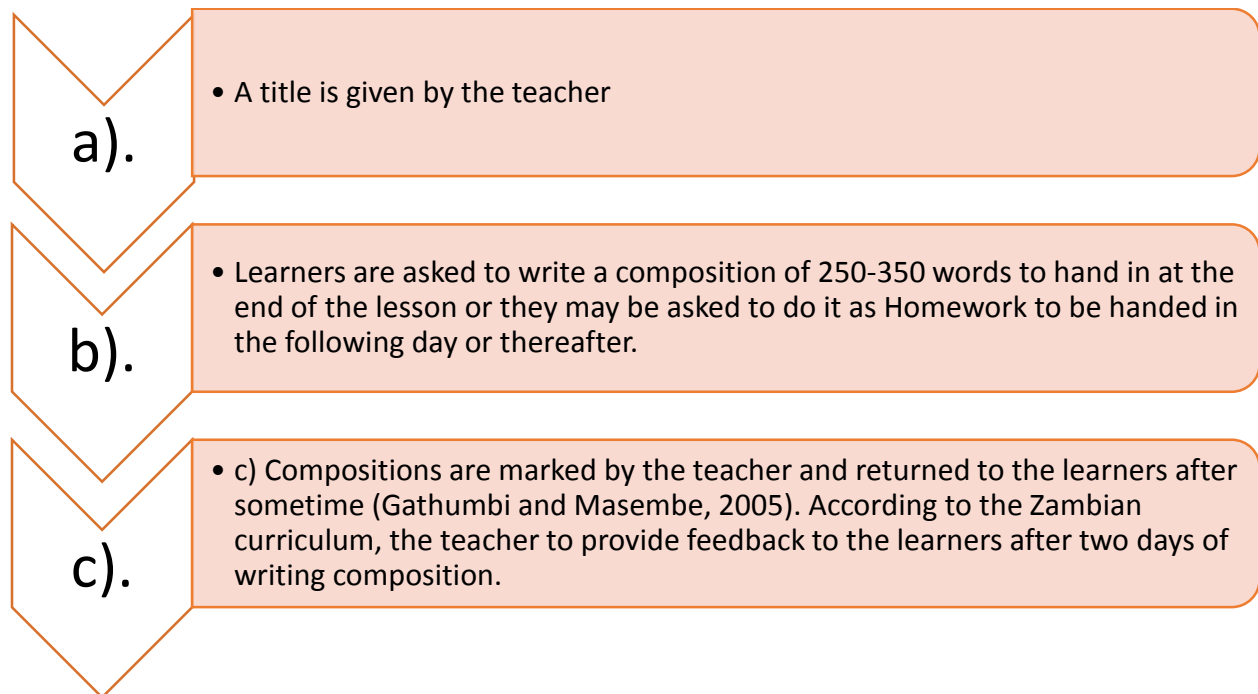 a).
• A title is given by the teacher
b).
• Learners are asked to write a composition of 250-350 words to hand in at the
end of the lesson or they may be asked to do it as Homework to be handed in
the following day or thereafter.
c).
• c) Compositions are marked by the teacher and returned to the learners after
sometime (Gathumbi and Masembe, 2005). According to the Zambian
curriculum, the teacher to provide feedback to the learners after two days of
writing composition.